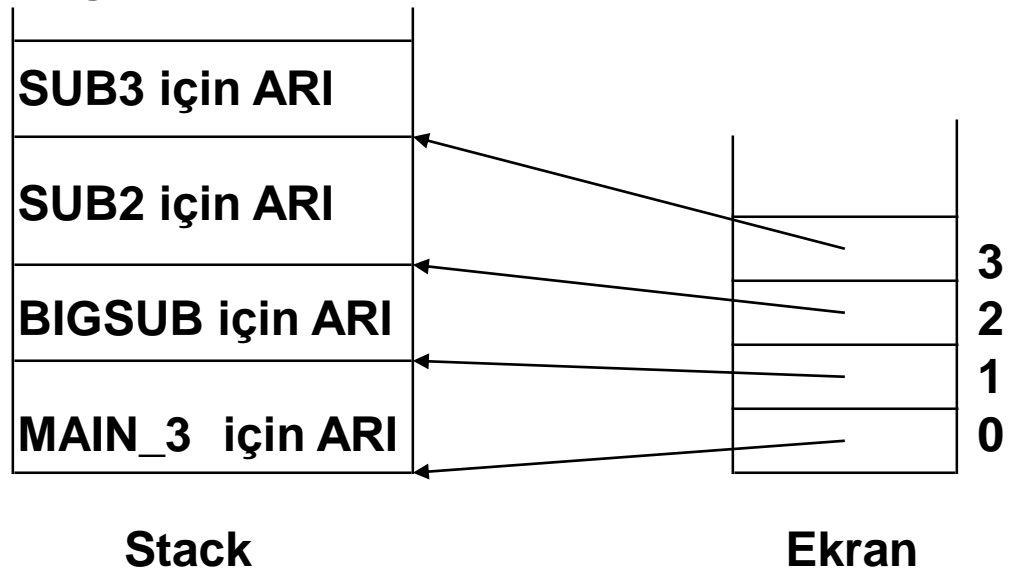 SUB3 için ARI
SUB2 için ARI
BIGSUB için ARI
MAIN_3 için ARI
3
2
1
0
Stack
Ekran